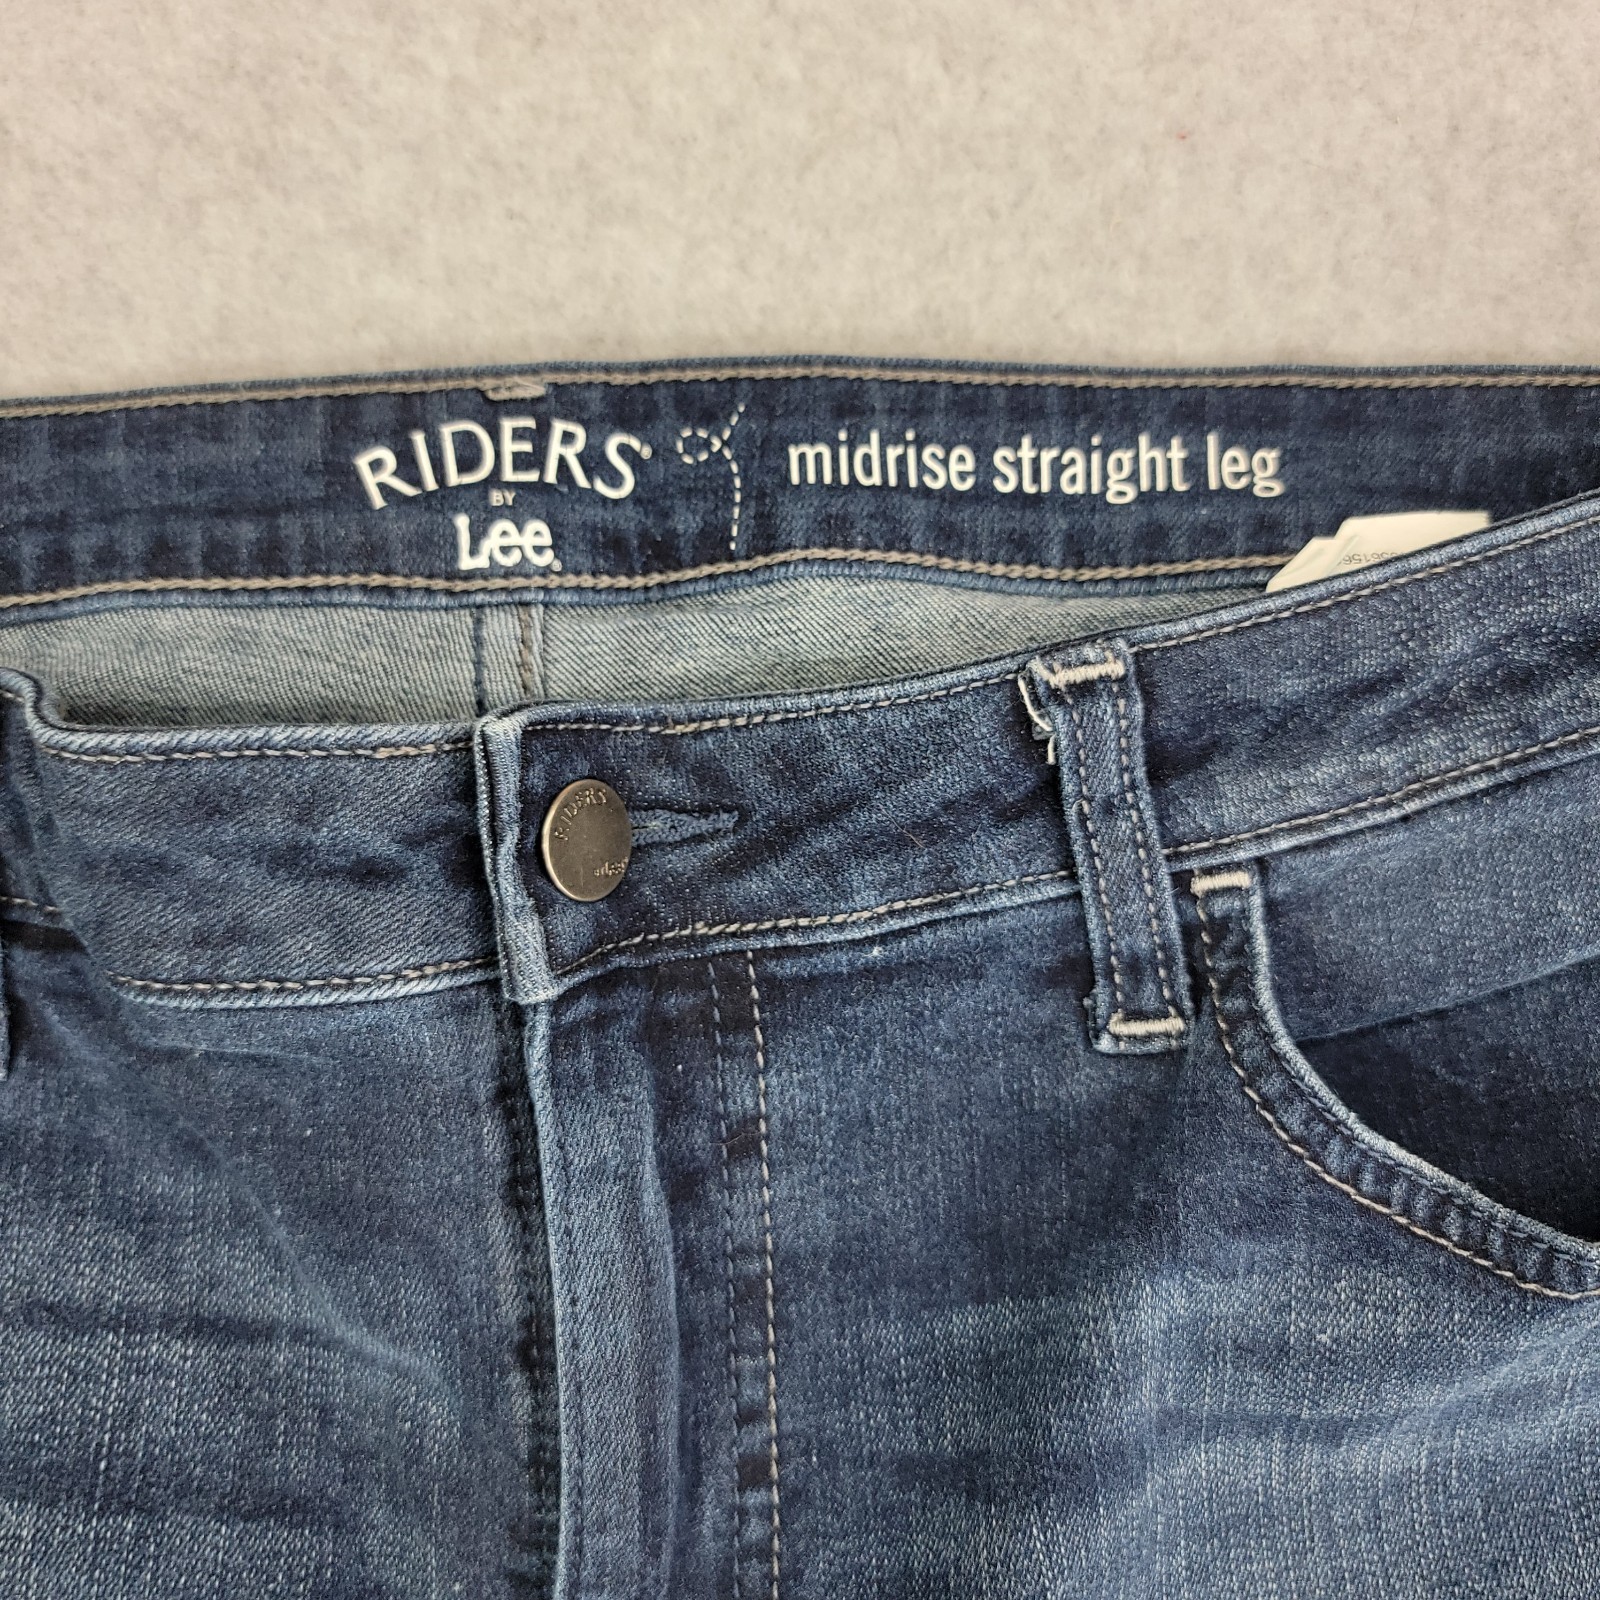 RIDERS®
BY
Lee®
midrise straight leg
RIDERS